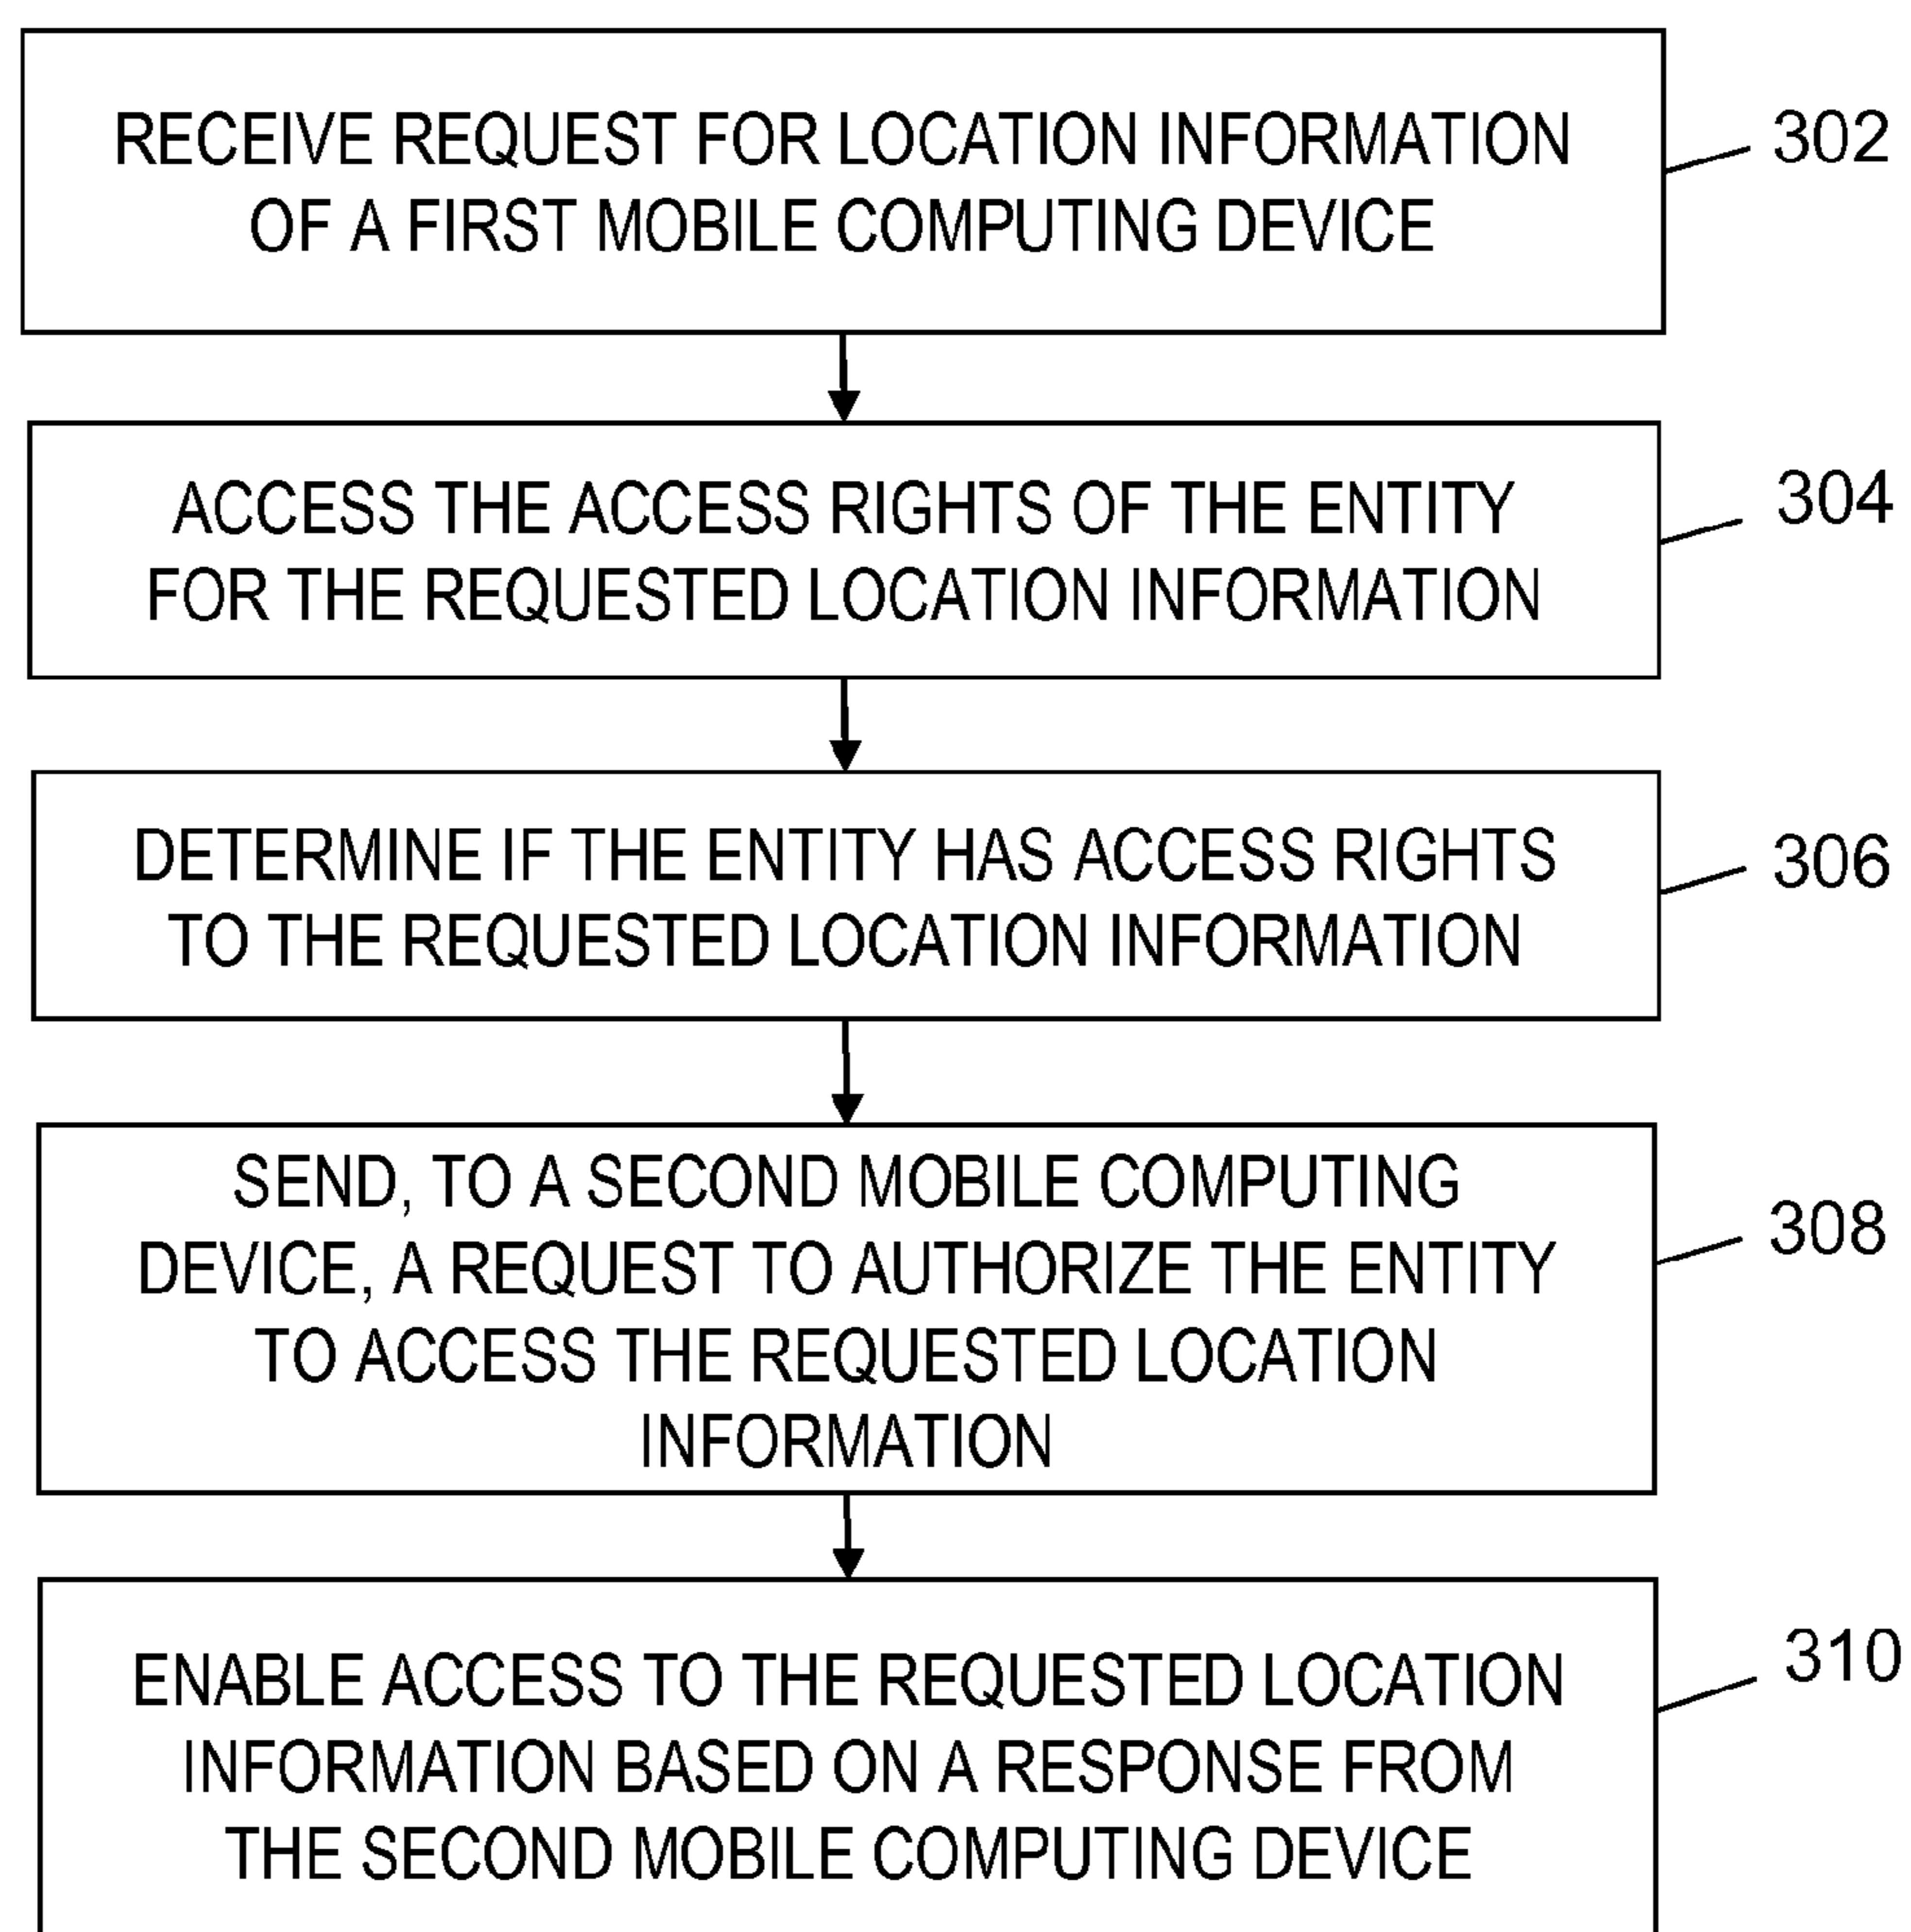 RECEIVE REQUEST FOR LOCATION INFORMATION
OF A FIRST MOBILE COMPUTING DEVICE
302
ACCESS THE ACCESS RIGHTS OF THE ENTITY
FOR THE REQUESTED LOCATION INFORMATION
304
DETERMINE IF THE ENTITY HAS ACCESS RIGHTS
TO THE REQUESTED LOCATION INFORMATION
306
SEND, TO A SECOND MOBILE COMPUTING
DEVICE, A REQUEST TO AUTHORIZE THE ENTITY
TO ACCESS THE REQUESTED LOCATION
INFORMATION
308
ENABLE ACCESS TO THE REQUESTED LOCATION
INFORMATION BASED ON A RESPONSE FROM
THE SECOND MOBILE COMPUTING DEVICE
310